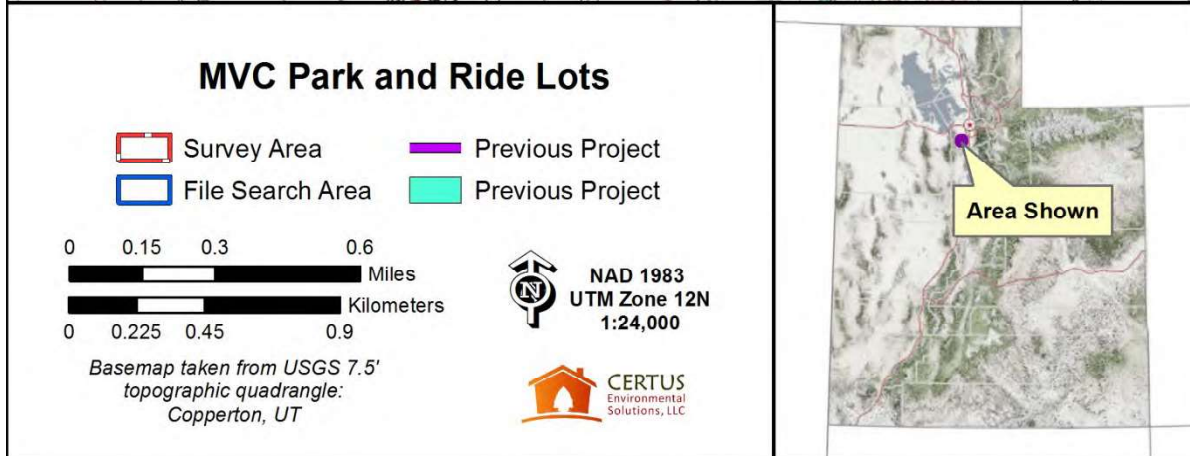 MVC Park and Ride Lots
Survey Area
Previous Project
File Search Area
Previous Project
0 0.15 0.3 0.6
Miles
Kilometers
0 0.225 0.45 0.9
Basemap taken from USGS 7.5'
topographic quadrangle:
Copperton, UT
N
NAD 1983
UTM Zone 12N
1:24,000
CERTUS
Environmental
Solutions, LLC
Area Shown